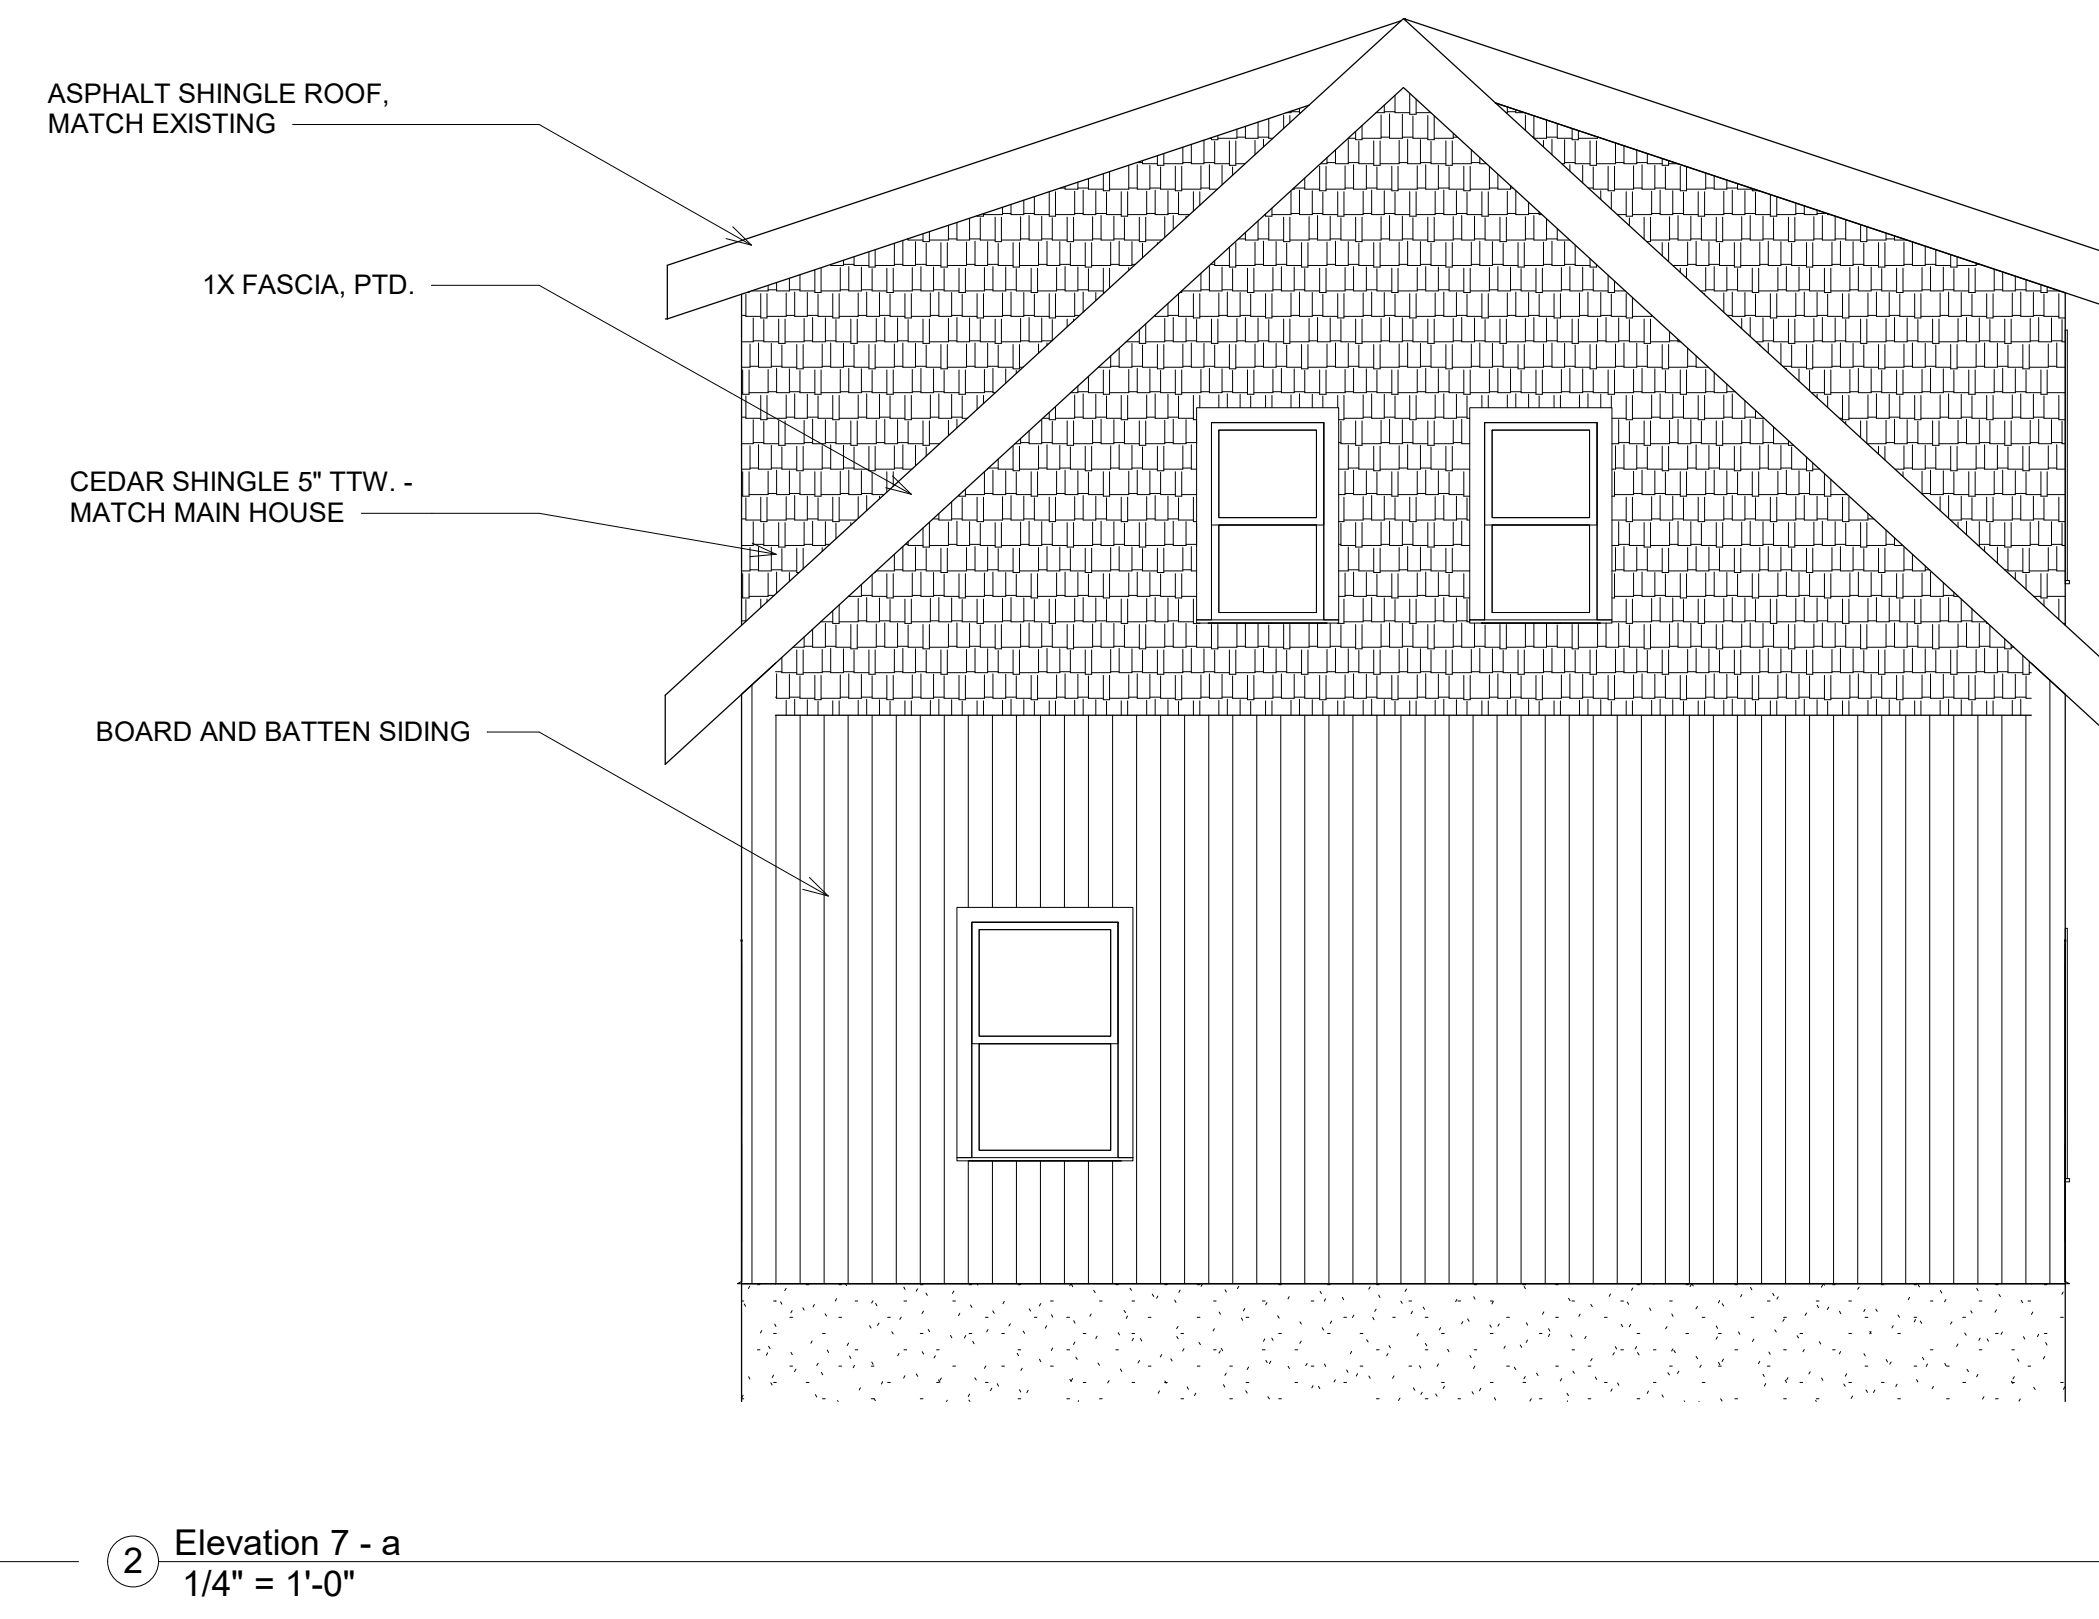 ASPHALT SHINGLE ROOF,
MATCH EXISTING
1X FASCIA, PTD.
CEDAR SHINGLE 5" TTW. -
MATCH MAIN HOUSE
BOARD AND BATTEN SIDING
2
Elevation 7 - a
1/4" = 1'-0"